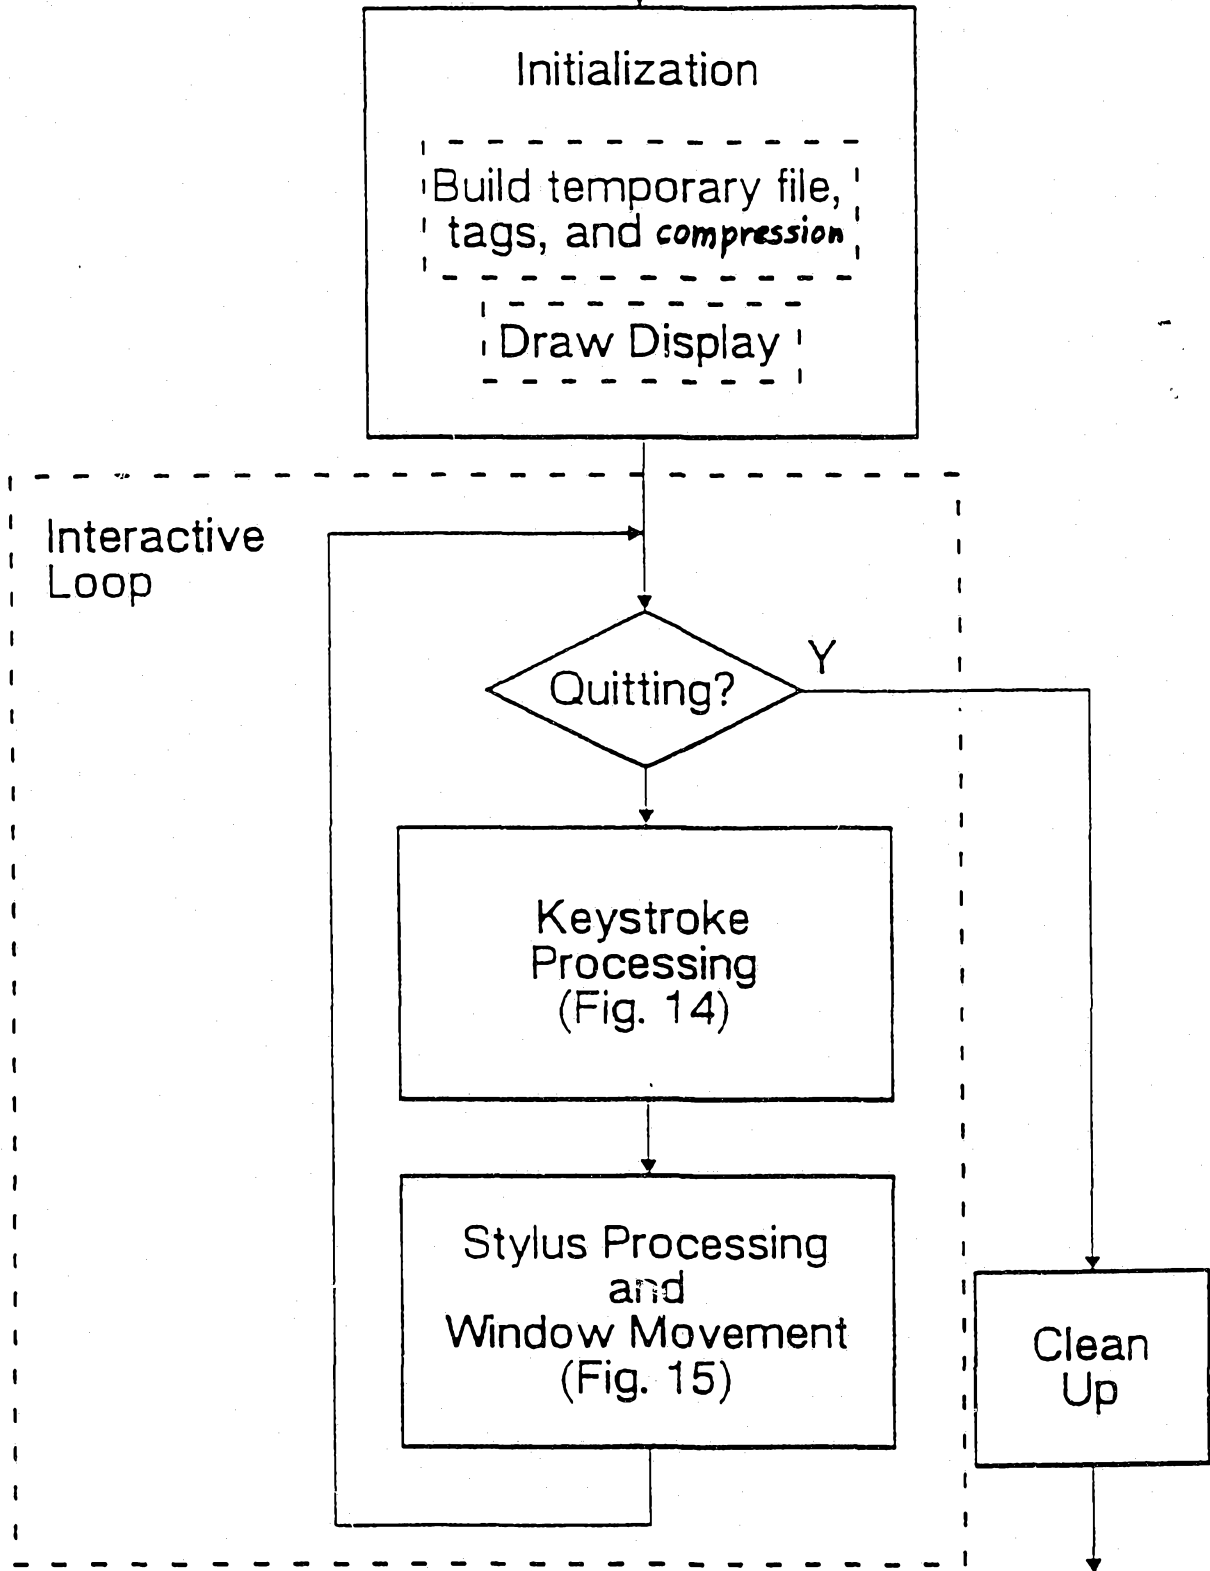 Initialization
Build temporary file,
tags, and compression
Draw Display
Interactive
Loop
Quitting?
Y
Keystroke
Processing
(Fig. 14)
Stylus Processing
and
Window Movement
(Fig. 15)
Clean
Up